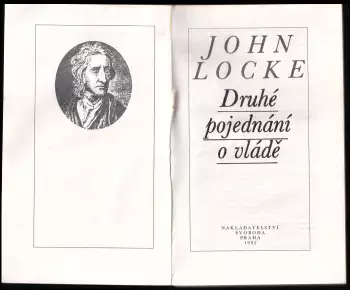 JOHN
LOCKE
Druhé
pojednání
o vládě
NAKLADATELSTVÍ
SVOBODA
PRAHA